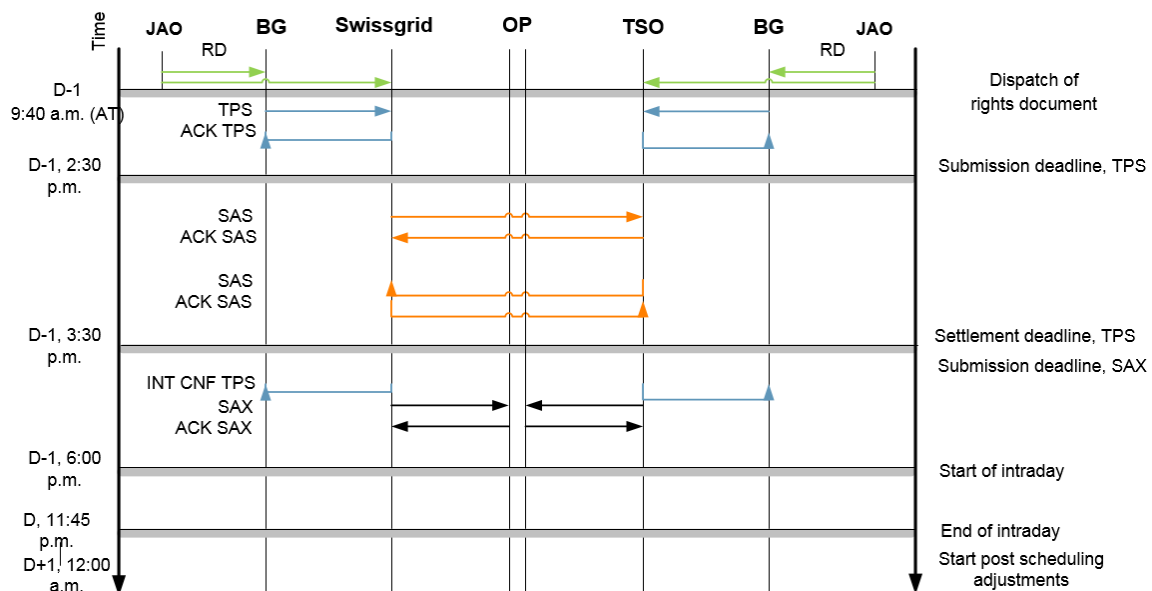 Time
JAO
BG
Swissgrid
OP
TSO
BG
JAO
RD
RD
D-1
9:40 a.m. (AT)
Dispatch of
rights document
TPS
ACK TPS
D-1, 2:30
p.m.
Submission deadline, TPS
SAS
ACK SAS
SAS
ACK SAS
D-1, 3:30
p.m.
Settlement deadline, TPS
Submission deadline, SAX
INT CNF TPS
SAX
ACK SAX
D-1, 6:00
p.m.
Start of intraday
D, 11:45
p.m.
End of intraday
D+1, 12:00
a.m.
Start post scheduling
adjustments